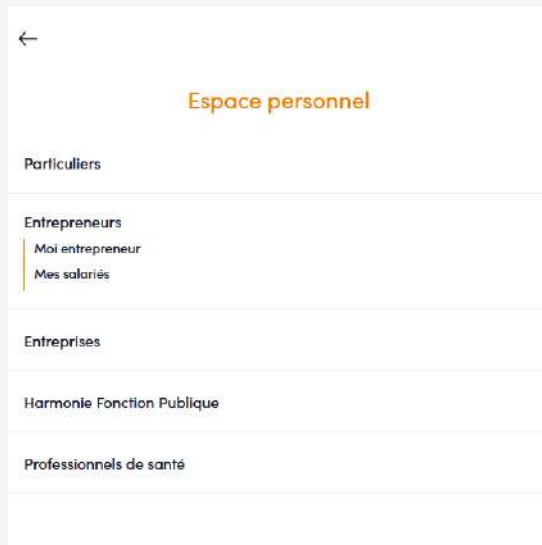 Espace personnel
Particuliers
Entrepreneurs
Moi entrepreneur
Mes salariés
Entreprises
Harmonie Fonction Publique
Professionnels de santé